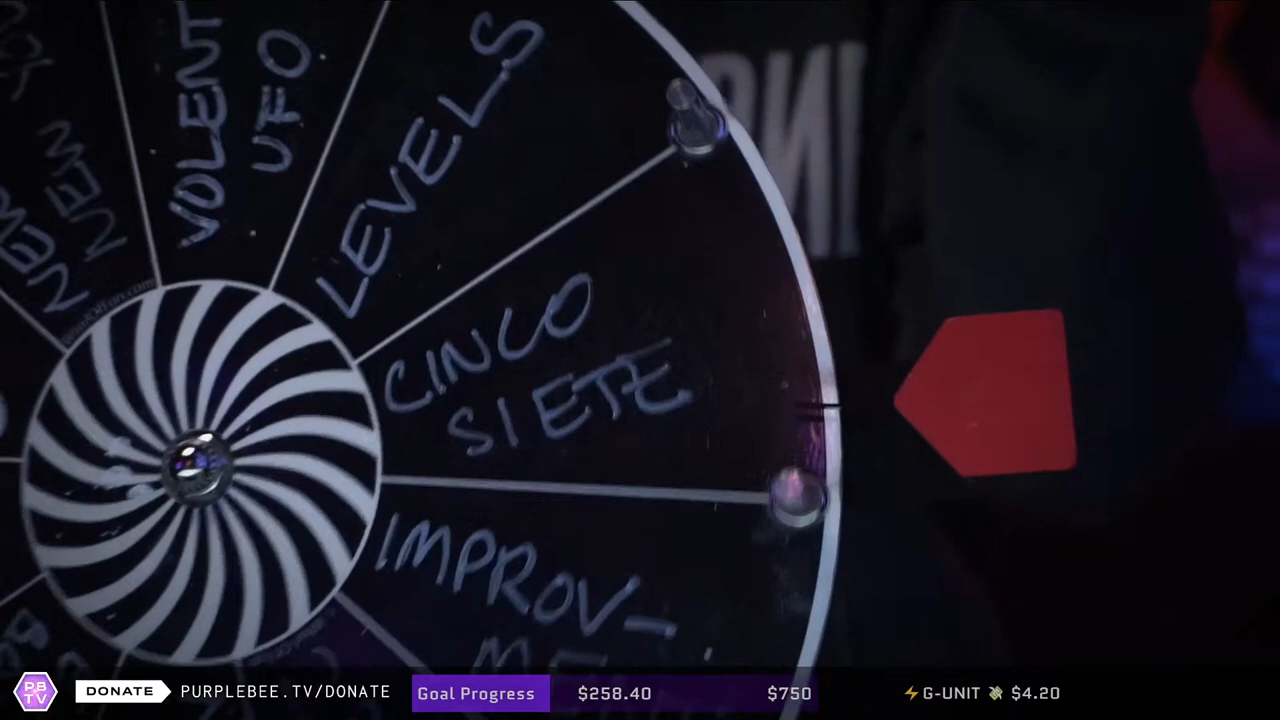 VOLENT
UFO
LEVELS
CINCO
SIETE
IMPROV-
NEW
NEW
PB
TV
DONATE
PURPLEBEE.TV/DONATE
Goal Progress
$258.40
$750
G-UNIT
$4.20